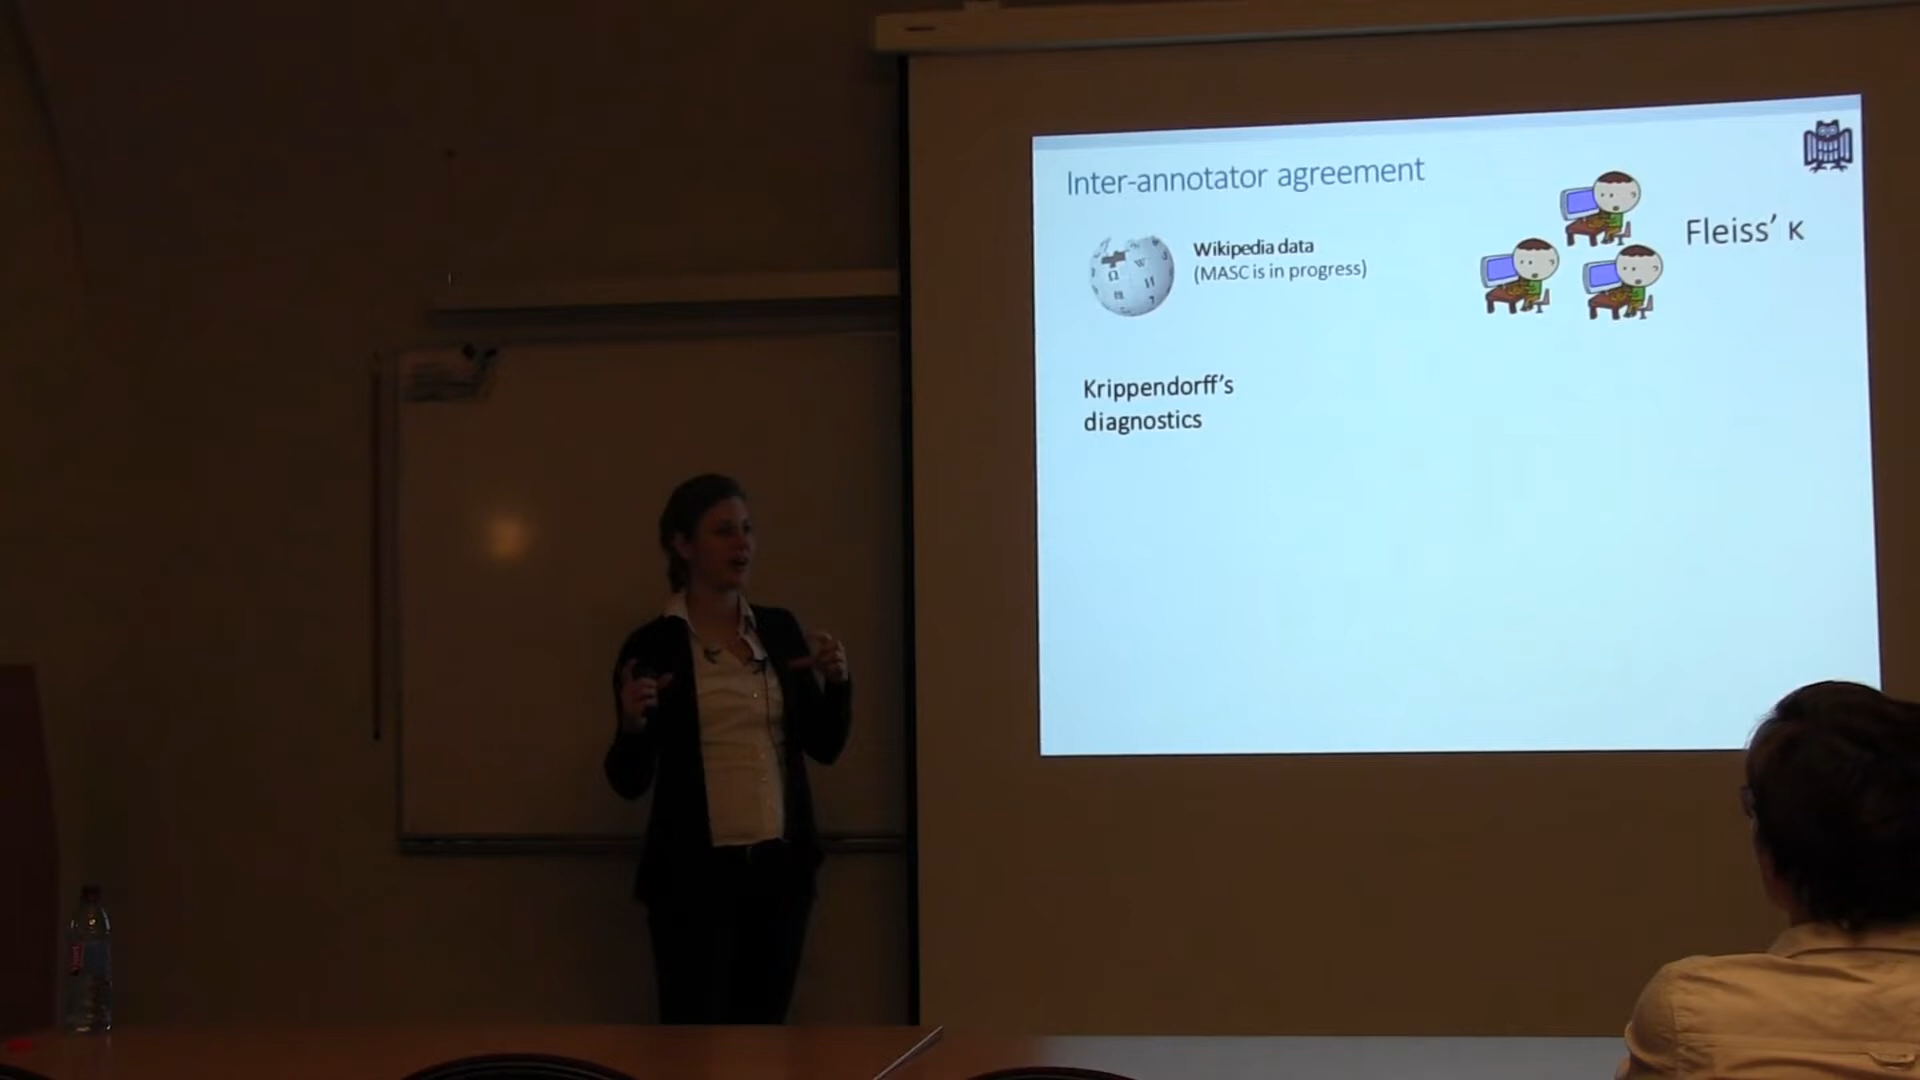 Inter-annotator agreement
Wikipedia data
(MASC is in progress)
Fleiss’ κ
Krippendorff’s
diagnostics